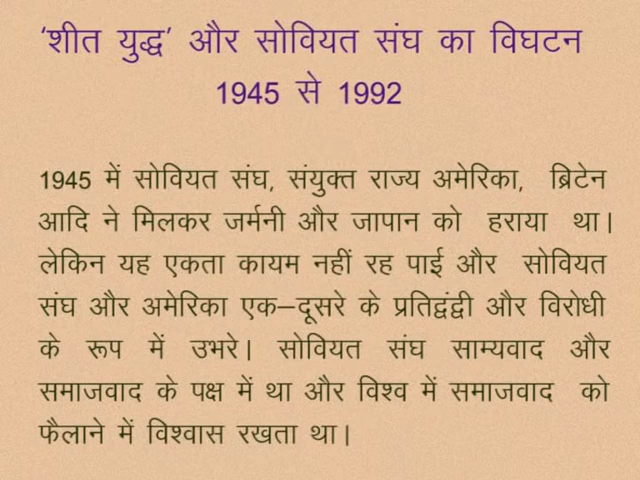 'शीत युद्ध' और सोवियत संघ का विघटन
1945 से 1992
1945 में सोवियत संघ, संयुक्त राज्य अमेरिका, ब्रिटेन
आदि ने मिलकर जर्मनी और जापान को हराया था।
लेकिन यह एकता कायम नहीं रह पाई और सोवियत
संघ और अमेरिका एक–दूसरे के प्रतिद्वंद्वी और विरोधी
के रूप में उभरे। सोवियत संघ साम्यवाद और
समाजवाद के पक्ष में था और विश्व में समाजवाद को
फैलाने में विश्वास रखता था।